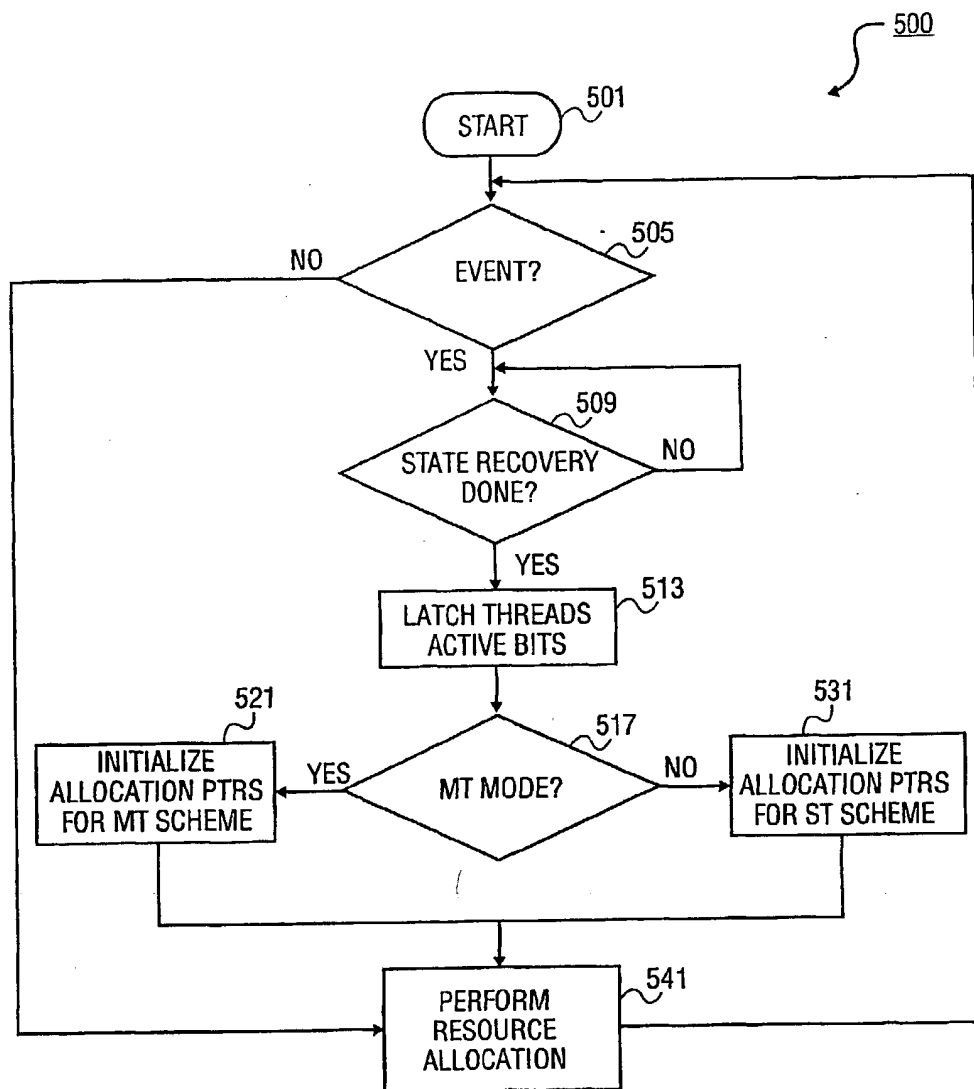 500
START
501
505
NO
EVENT?
YES
509
STATE RECOVERY
DONE?
NO
YES
513
LATCH THREADS
ACTIVE BITS
521
INITIALIZE
ALLOCATION PTRS
FOR MT SCHEME
YES
517
MT MODE?
NO
531
INITIALIZE
ALLOCATION PTRS
FOR ST SCHEME
541
PERFORM
RESOURCE
ALLOCATION